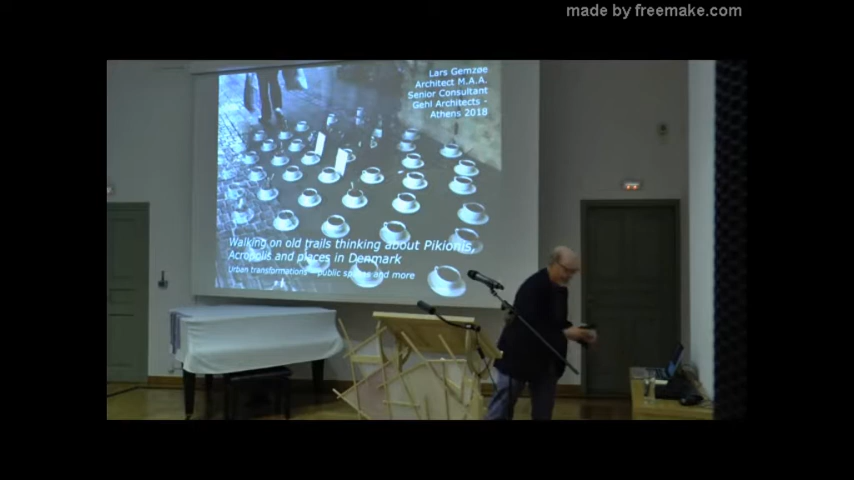 made by freemake.com
Lars Gemzøe
Architect M.A.A.
Senior Consultant
Gehl Architects -
Athens 2018
Walking on old trails thinking about Pikionis,
Acropolis and places in Denmark
Urban transformations - public spaces and more